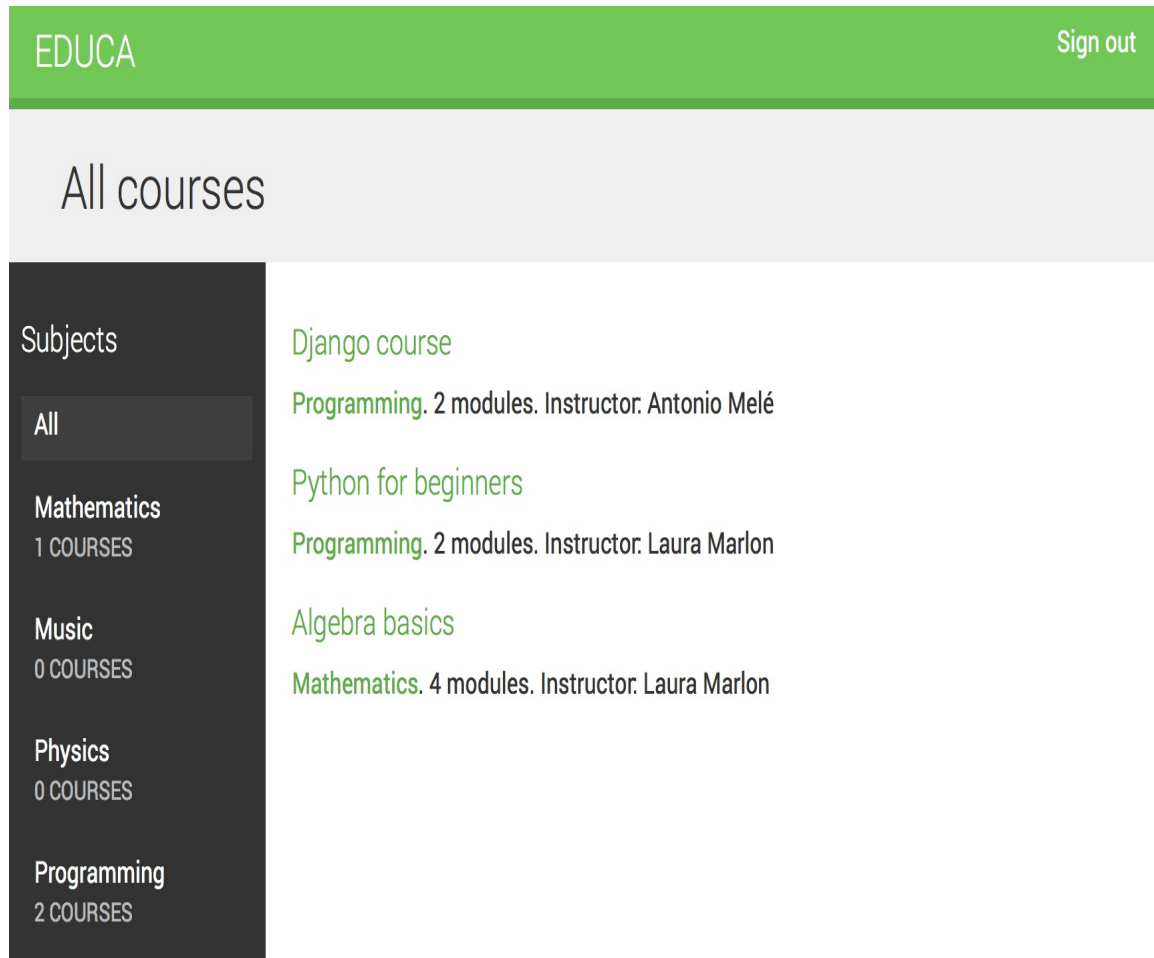 EDUCA
Sign out
All courses
Subjects
All
Mathematics
1 COURSES
Music
0 COURSES
Physics
0 COURSES
Programming
2 COURSES
Django course
Programming. 2 modules. Instructor: Antonio Melé
Python for beginners
Programming. 2 modules. Instructor: Laura Marlon
Algebra basics
Mathematics. 4 modules. Instructor: Laura Marlon